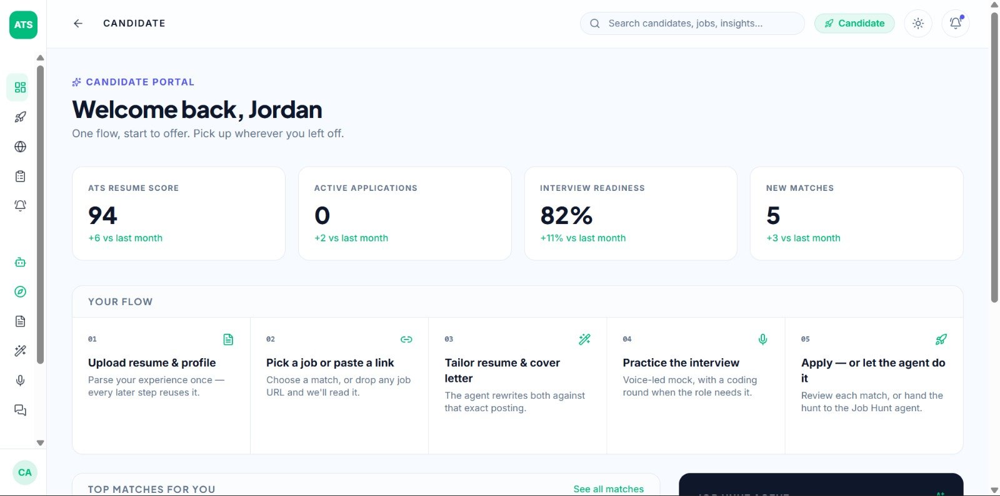 ATS
CANDIDATE
Search candidates, jobs, insights...
Candidate
CANDIDATE PORTAL
Welcome back, Jordan
One flow, start to offer. Pick up wherever you left off.
ATS RESUME SCORE
94
+6 vs last month
ACTIVE APPLICATIONS
0
+2 vs last month
INTERVIEW READINESS
82%
+11% vs last month
NEW MATCHES
5
+3 vs last month
YOUR FLOW
01
Upload resume & profile
Parse your experience once —
every later step reuses it.
02
Pick a job or paste a link
Choose a match, or drop any job
URL and we'll read it.
03
Tailor resume & cover
letter
The agent rewrites both against
that exact posting.
04
Practice the interview
Voice-led mock, with a coding
round when the role needs it.
05
Apply — or let the agent do
it
Review each match, or hand the
hunt to the Job Hunt agent.
CA
TOP MATCHES FOR YOU
See all matches